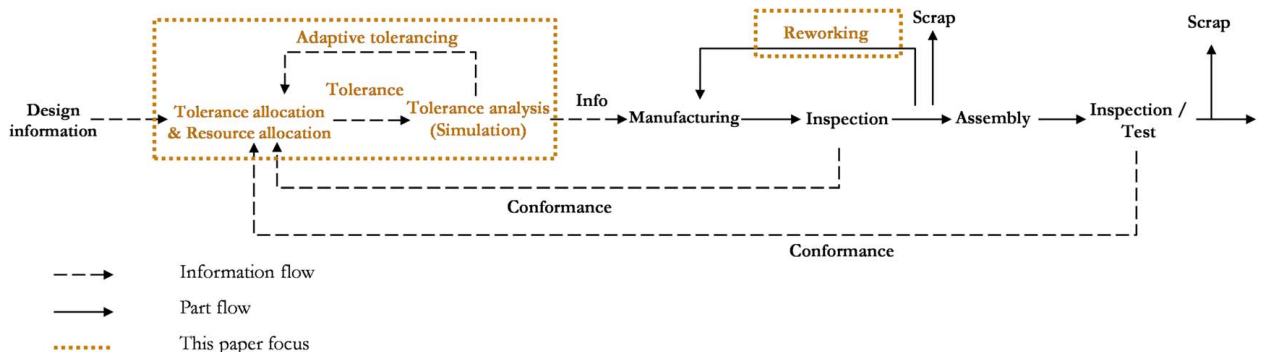 Adaptive tolerancing
Reworking
Scrap
Scrap
Design
information
Tolerance allocation
& Resource allocation
Tolerance
Tolerance analysis
(Simulation)
Info
Manufacturing
Inspection
Assembly
Inspection /
Test
Conformance
Conformance
Information flow
Part flow
This paper focus